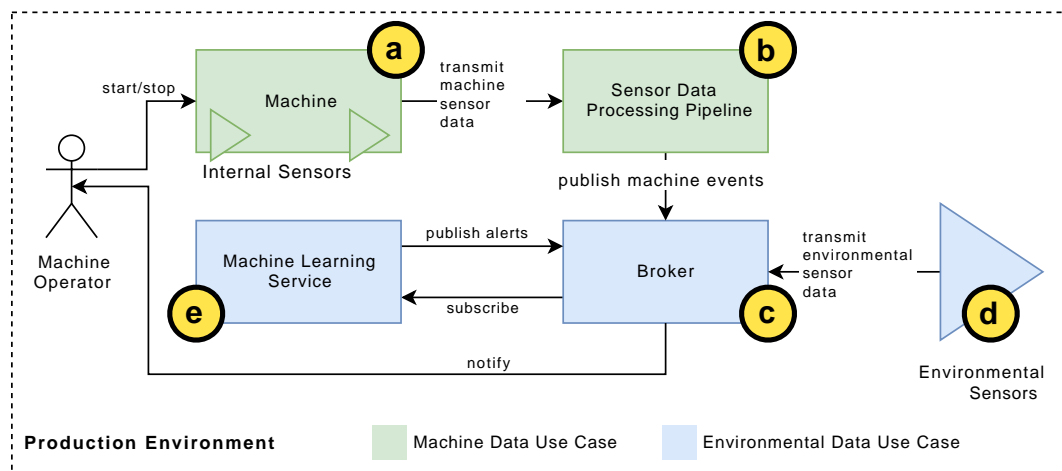 a
b
start/stop
Machine
transmit
machine
sensor
data
Sensor Data
Processing Pipeline
Internal Sensors
publish machine events
Machine
Operator
Machine Learning
Service
publish alerts
subscribe
Broker
transmit
environmental
sensor
data
e
c
d
notify
Environmental
Sensors
Production Environment
Machine Data Use Case
Environmental Data Use Case